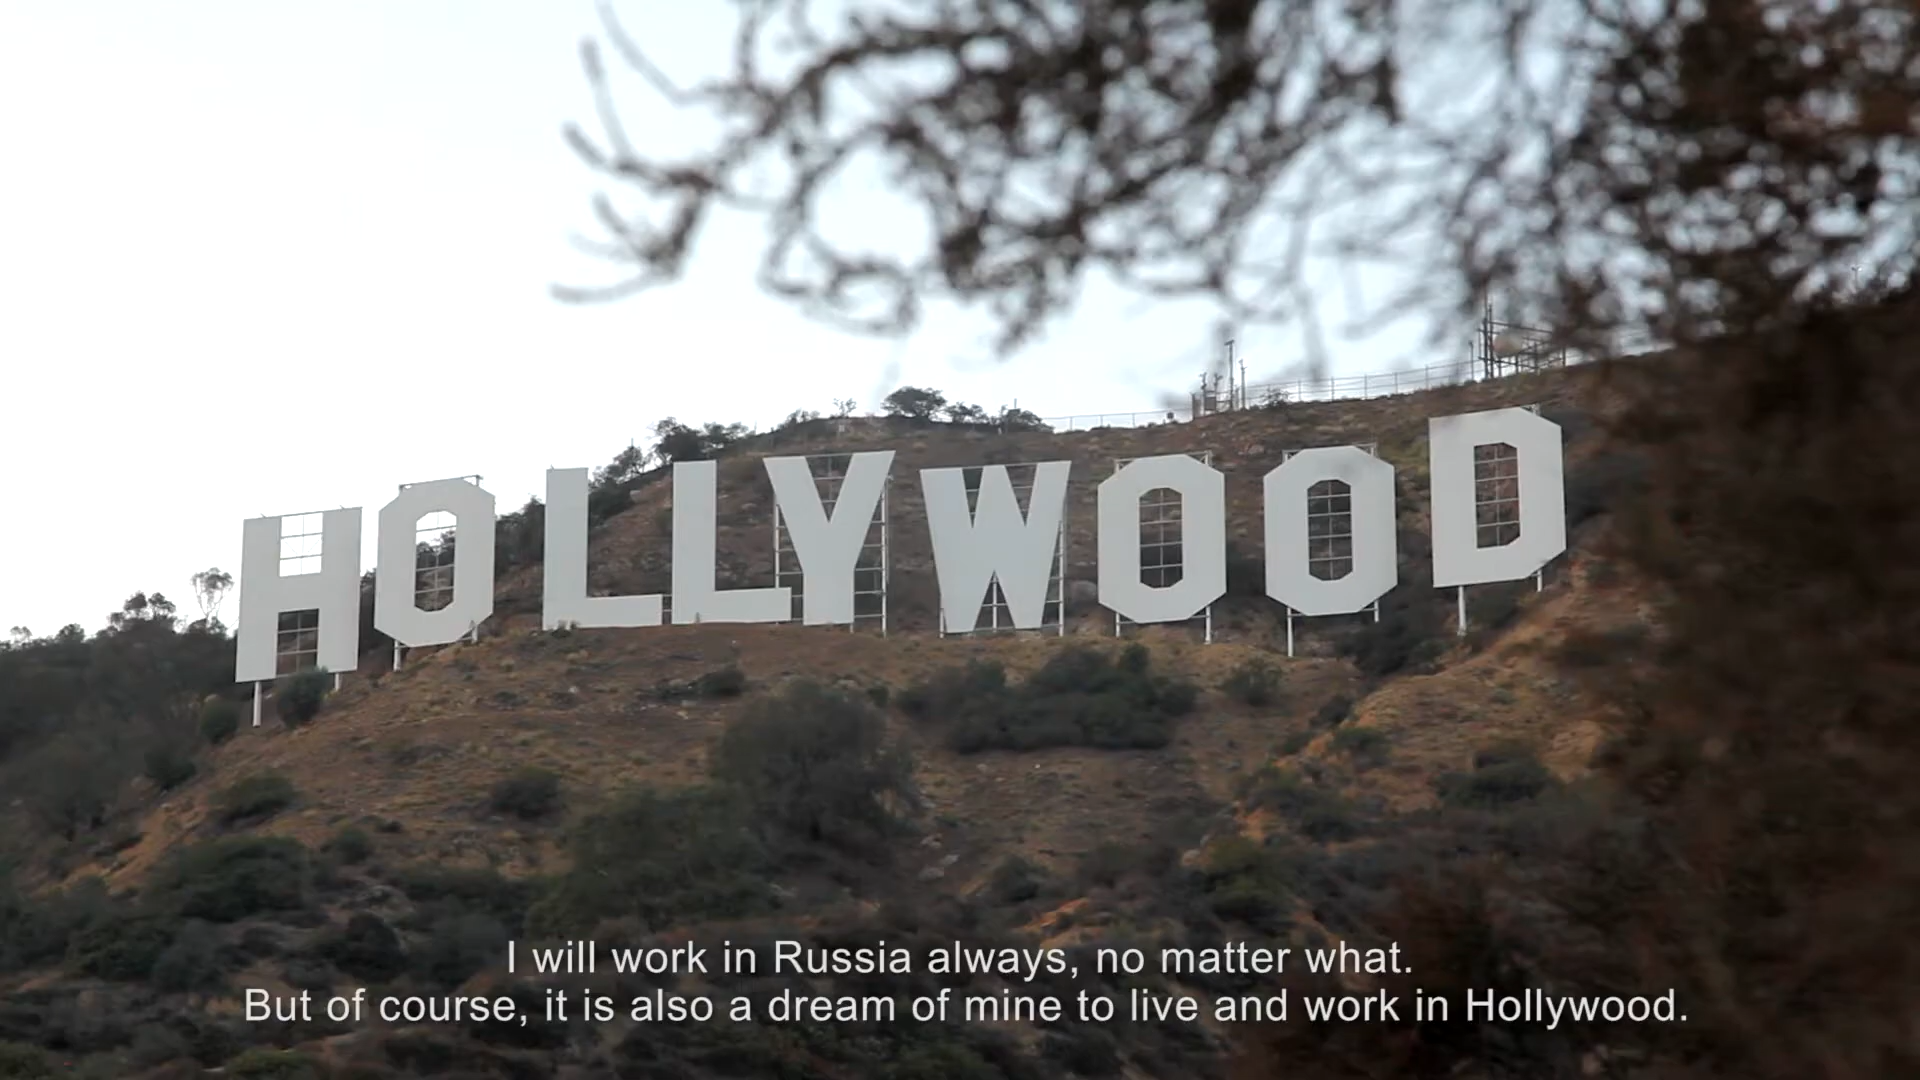 HOLLYWOOD
I will work in Russia always, no matter what.
But of course, it is also a dream of mine to live and work in Hollywood.